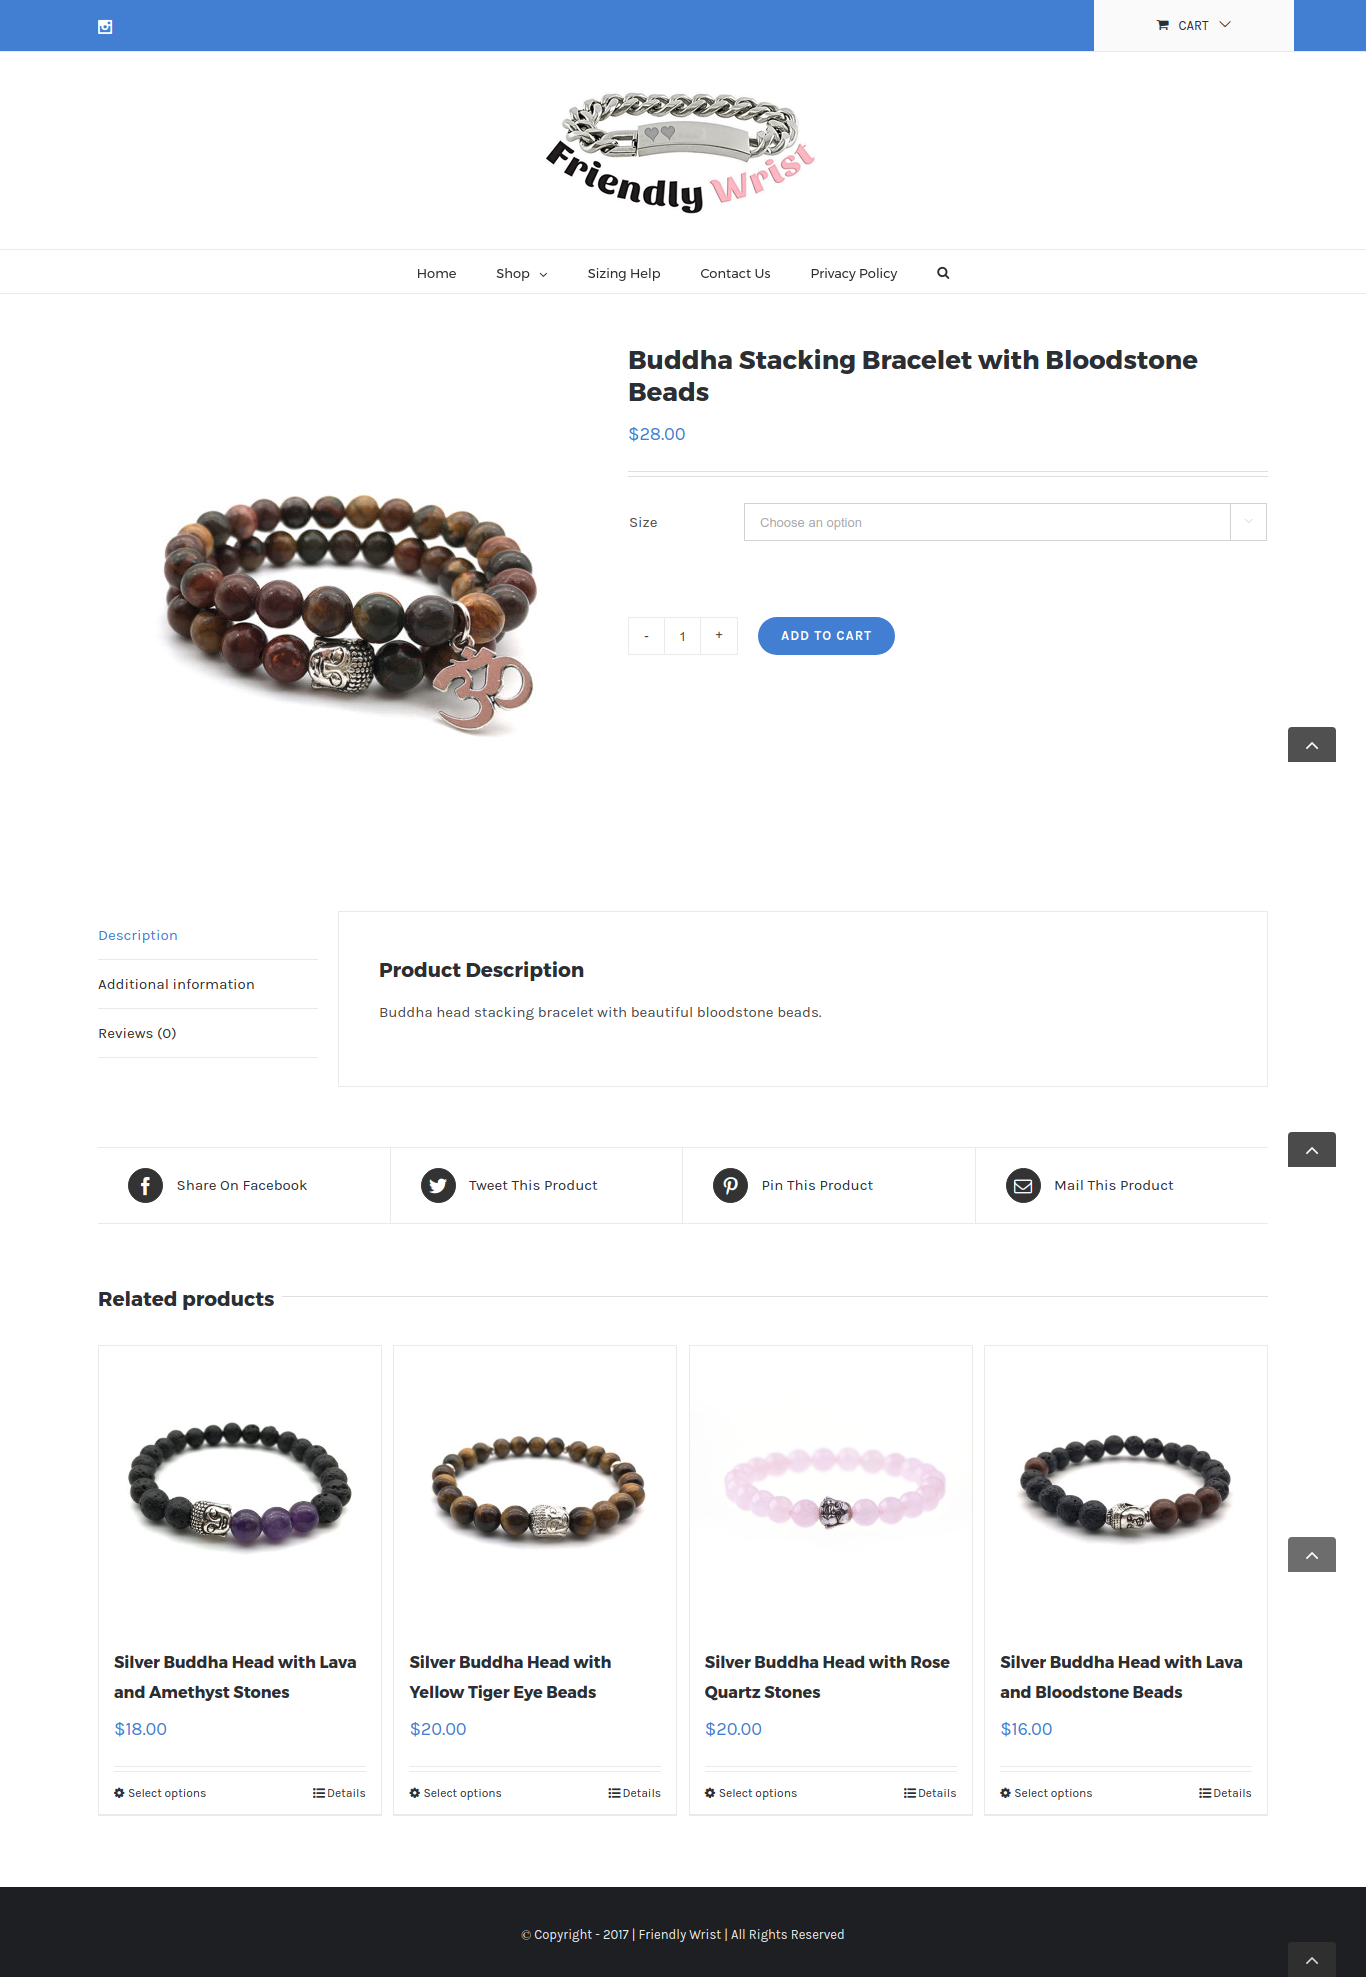 CART
Friendly Wrist
Home
Shop
Sizing Help
Contact Us
Privacy Policy
Buddha Stacking Bracelet with Bloodstone
Beads
$28.00
Size
Choose an option
-
1
+
ADD TO CART
Description
Additional information
Reviews (0)
Product Description
Buddha head stacking bracelet with beautiful bloodstone beads.
Share On Facebook
Tweet This Product
Pin This Product
Mail This Product
Related products
Silver Buddha Head with Lava
and Amethyst Stones
$18.00
Select options
Details
Silver Buddha Head with
Yellow Tiger Eye Beads
$20.00
Select options
Details
Silver Buddha Head with Rose
Quartz Stones
$20.00
Select options
Details
Silver Buddha Head with Lava
and Bloodstone Beads
$16.00
Select options
Details
© Copyright - 2017 | Friendly Wrist | All Rights Reserved